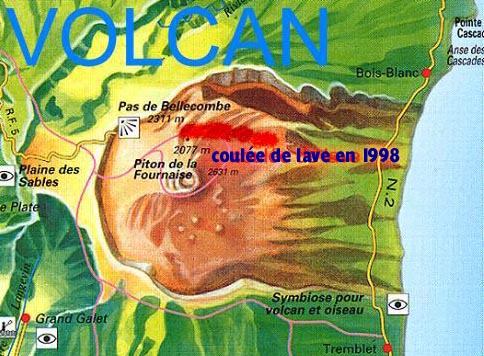 VOLCAN
Rivière
Pointe
Cascad
Anse des
Cascades
Bois-Blanc
Pas de Bellecombe
2311 m
R.F. 5
2077 m
coulée de lave en 1998
Piton de la
Fournaise
2631 m
Plaine des
Sables
N.2
e Plate
Langevin
Symbiose pour
volcan et oiseau
Grand Galet
Tremblet